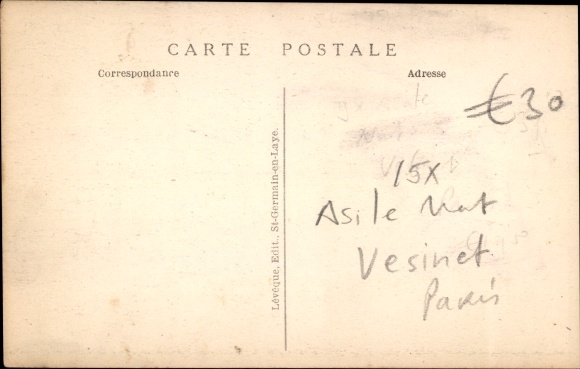 CARTE POSTALE
Correspondance
Adresse
€30
15X
Asile Nat
Vesinet
Paris
Lévêque, Edit., St-Germain-en-Laye.